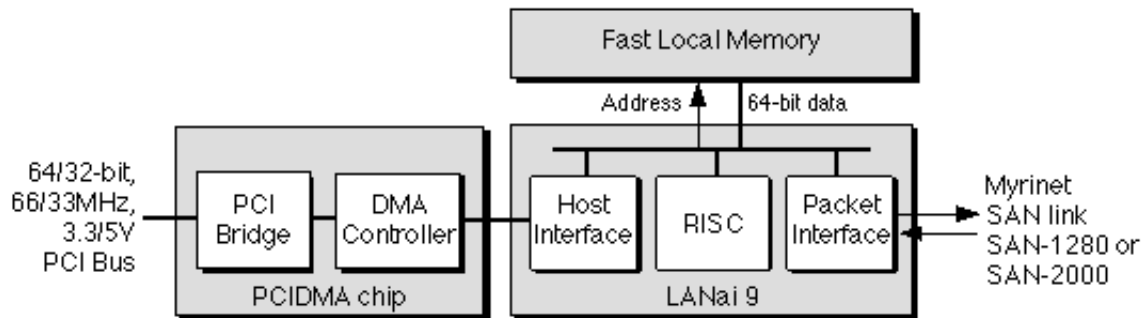 Fast Local Memory
Address
64-bit data
64/32-bit,
66/33MHz,
3.3/5V
PCI Bus
PCI
Bridge
DMA
Controller
PCIDMA chip
Host
Interface
RISC
Packet
Interface
LANai 9
Myrinet
SAN link
SAN-1280 or
SAN-2000